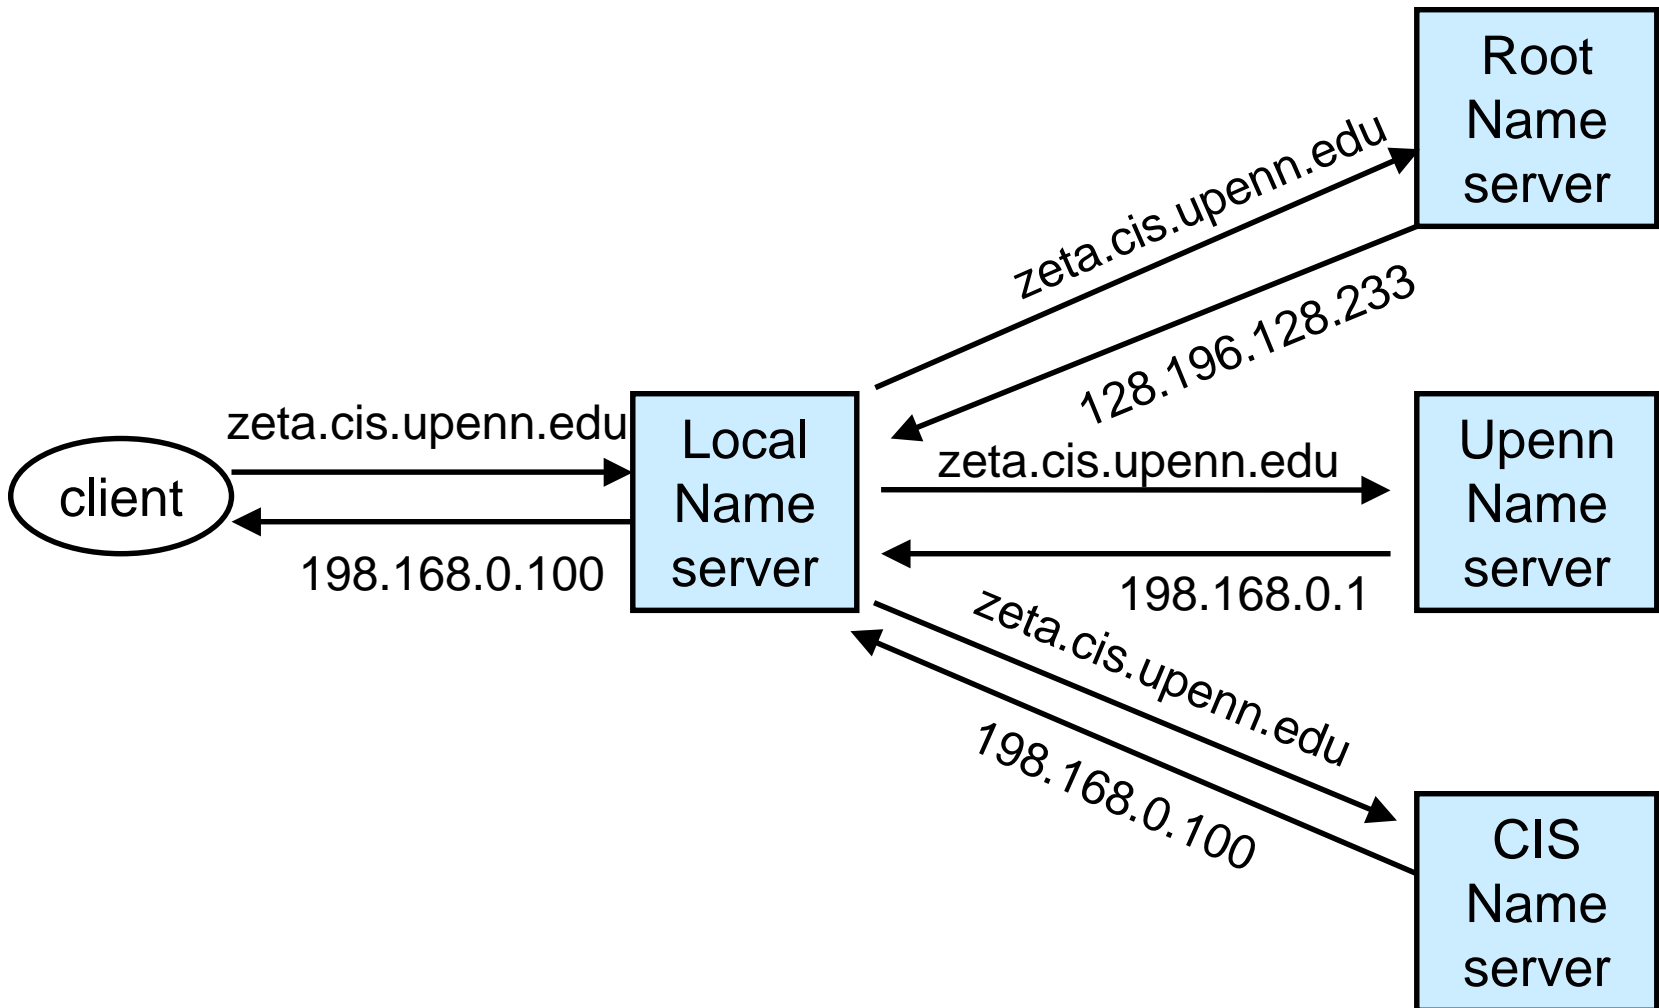 Root
Name
server
zeta.cis.upenn.edu
128.196.128.233
zeta.cis.upenn.edu
client
198.168.0.100
Local
Name
server
zeta.cis.upenn.edu
198.168.0.1
Upenn
Name
server
zeta.cis.upenn.edu
198.168.0.100
CIS
Name
server